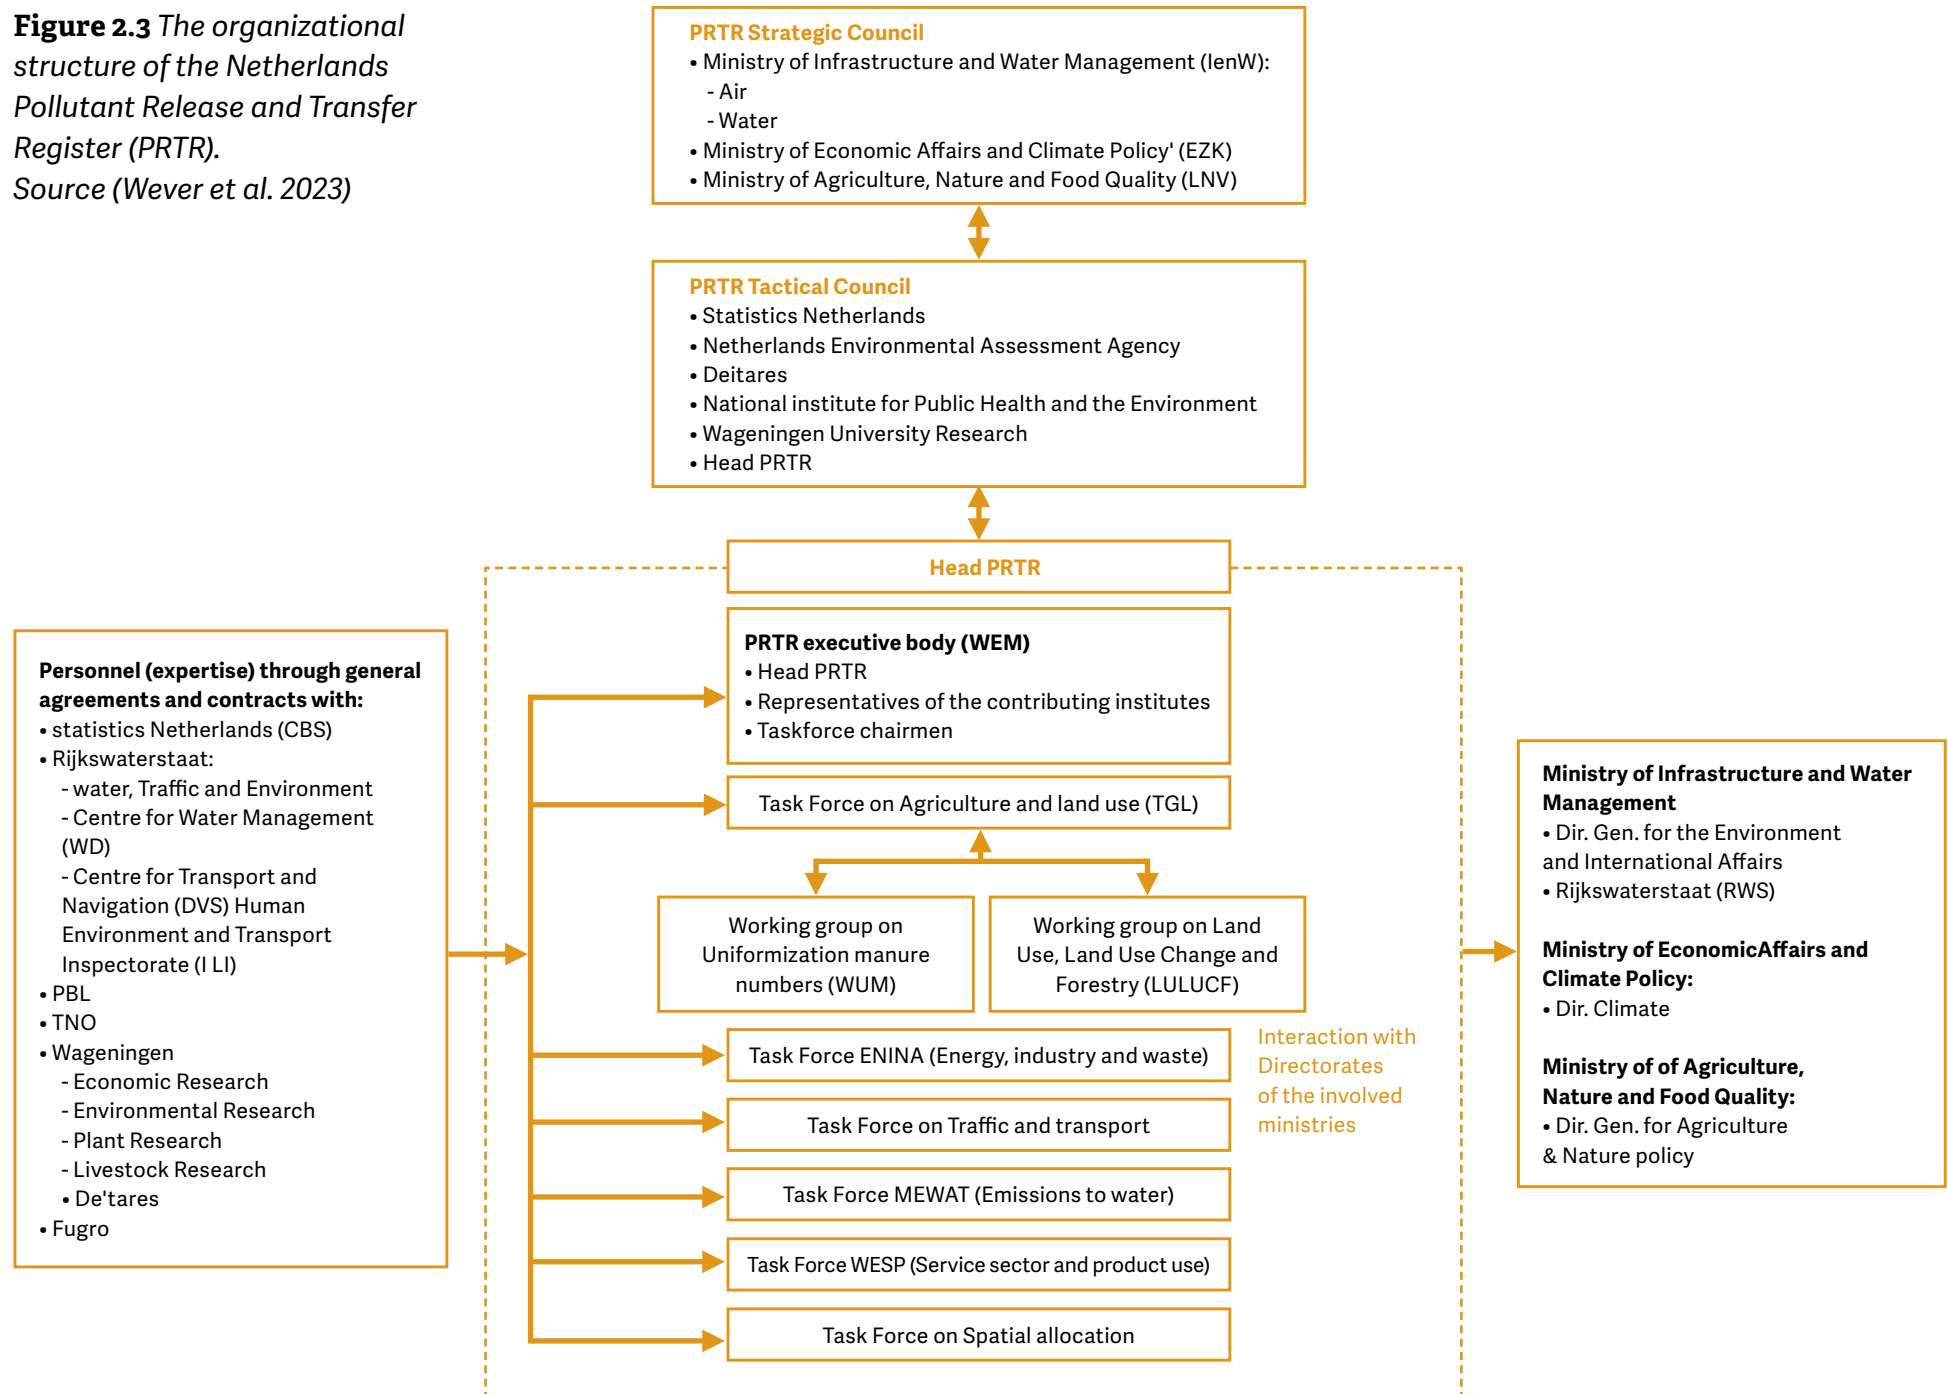 Figure 2.3 The organizational
structure of the Netherlands
Pollutant Release and Transfer
Register (PRTR).
Source (Wever et al. 2023)
PRTR Strategic Council
• Ministry of Infrastructure and Water Management (IenW):
- Air
- Water
• Ministry of Economic Affairs and Climate Policy' (EZK)
• Ministry of Agriculture, Nature and Food Quality (LNV)
PRTR Tactical Council
• Statistics Netherlands
• Netherlands Environmental Assessment Agency
• Deitares
• National institute for Public Health and the Environment
• Wageningen University Research
• Head PRTR
Head PRTR
Personnel (expertise) through general
agreements and contracts with:
• statistics Netherlands (CBS)
• Rijkswaterstaat:
- water, Traffic and Environment
- Centre for Water Management
(WD)
- Centre for Transport and
Navigation (DVS) Human
Environment and Transport
Inspectorate (I LI)
• PBL
• TNO
• Wageningen
- Economic Research
- Environmental Research
- Plant Research
- Livestock Research
• De'tares
• Fugro
PRTR executive body (WEM)
• Head PRTR
• Representatives of the contributing institutes
• Taskforce chairmen
Task Force on Agriculture and land use (TGL)
Working group on
Uniformization manure
numbers (WUM)
Working group on Land
Use, Land Use Change and
Forestry (LULUCF)
Task Force ENINA (Energy, industry and waste)
Task Force on Traffic and transport
Task Force MEWAT (Emissions to water)
Task Force WESP (Service sector and product use)
Task Force on Spatial allocation
Interaction with
Directorates
of the involved
ministries
Ministry of Infrastructure and Water
Management
• Dir. Gen. for the Environment
and International Affairs
• Rijkswaterstaat (RWS)
Ministry of EconomicAffairs and
Climate Policy:
• Dir. Climate
Ministry of of Agriculture,
Nature and Food Quality:
• Dir. Gen. for Agriculture
& Nature policy